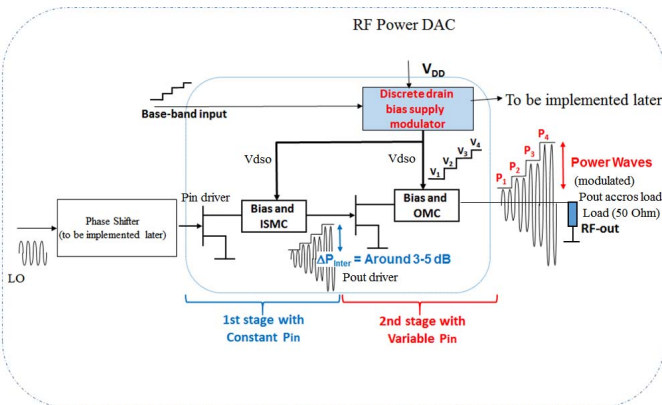 RF Power DAC
V_DD
Discrete drain
bias supply
modulator
To be implemented later
Base-band input
Vdso
Vdso
V₁
V₂
V₃
V₄
P₁
P₂
P₃
P₄
Power Waves
(modulated)
Pout accros load
Load (50 Ohm)
RF-out
Pin driver
Bias and
ISMC
Bias and
OMC
Phase Shifter
(to be implemented later)
LO
ΔP_inter = Around 3-5 dB
Pout driver
1st stage with
Constant Pin
2nd stage with
Variable Pin